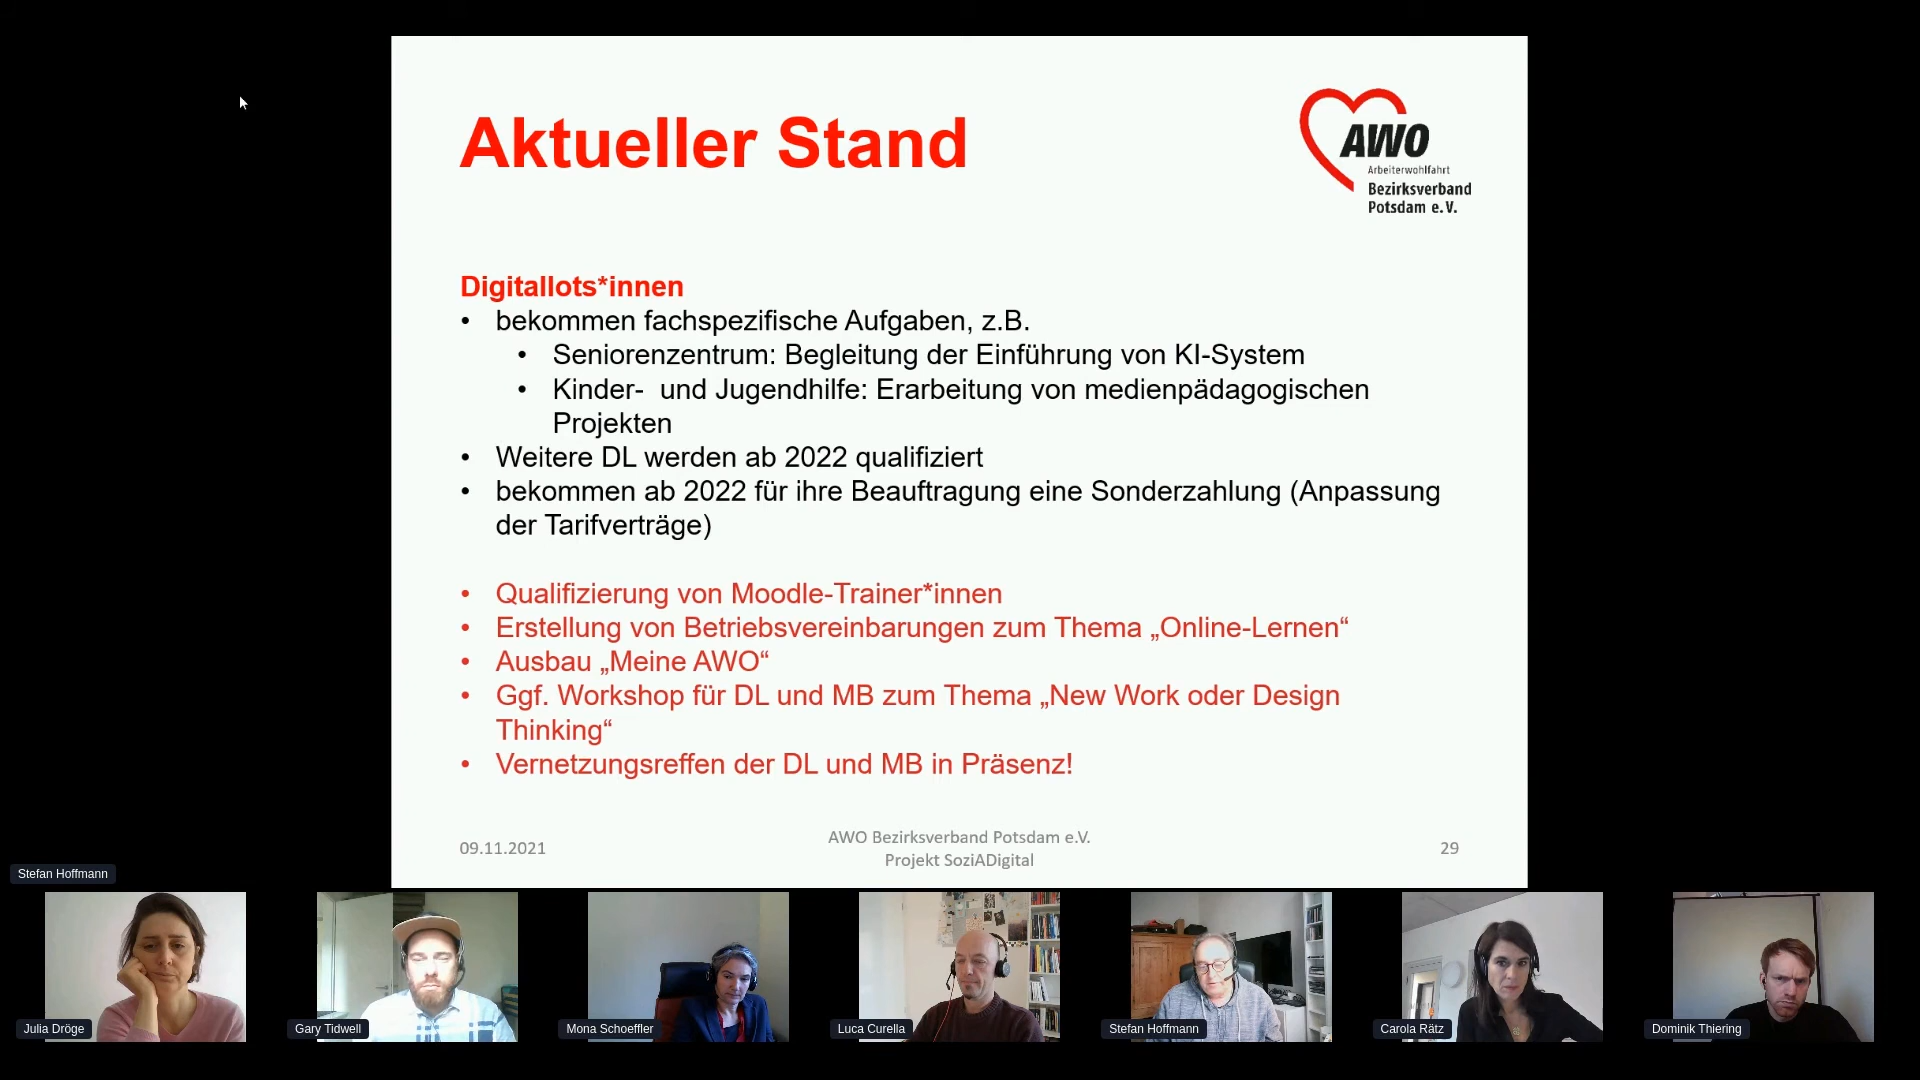 Aktueller Stand
AWO
Arbeiterwohlfahrt
Bezirksverband
Potsdam e.V.
Digitallots*innen
• bekommen fachspezifische Aufgaben, z.B.
• Seniorenzentrum: Begleitung der Einführung von KI-System
• Kinder- und Jugendhilfe: Erarbeitung von medienpädagogischen
Projekten
• Weitere DL werden ab 2022 qualifiziert
• bekommen ab 2022 für ihre Beauftragung eine Sonderzahlung (Anpassung
der Tarifverträge)
• Qualifizierung von Moodle-Trainer*innen
• Erstellung von Betriebsvereinbarungen zum Thema „Online-Lernen“
• Ausbau „Meine AWO“
• Ggf. Workshop für DL und MB zum Thema „New Work oder Design
Thinking“
• Vernetzungsreffen der DL und MB in Präsenz!
09.11.2021
AWO Bezirksverband Potsdam e.V.
Projekt SoziADigital
29
Stefan Hoffmann
Julia Dröge
Gary Tidwell
Mona Schoeffler
Luca Curella
Stefan Hoffmann
Carola Rätz
Dominik Thiering